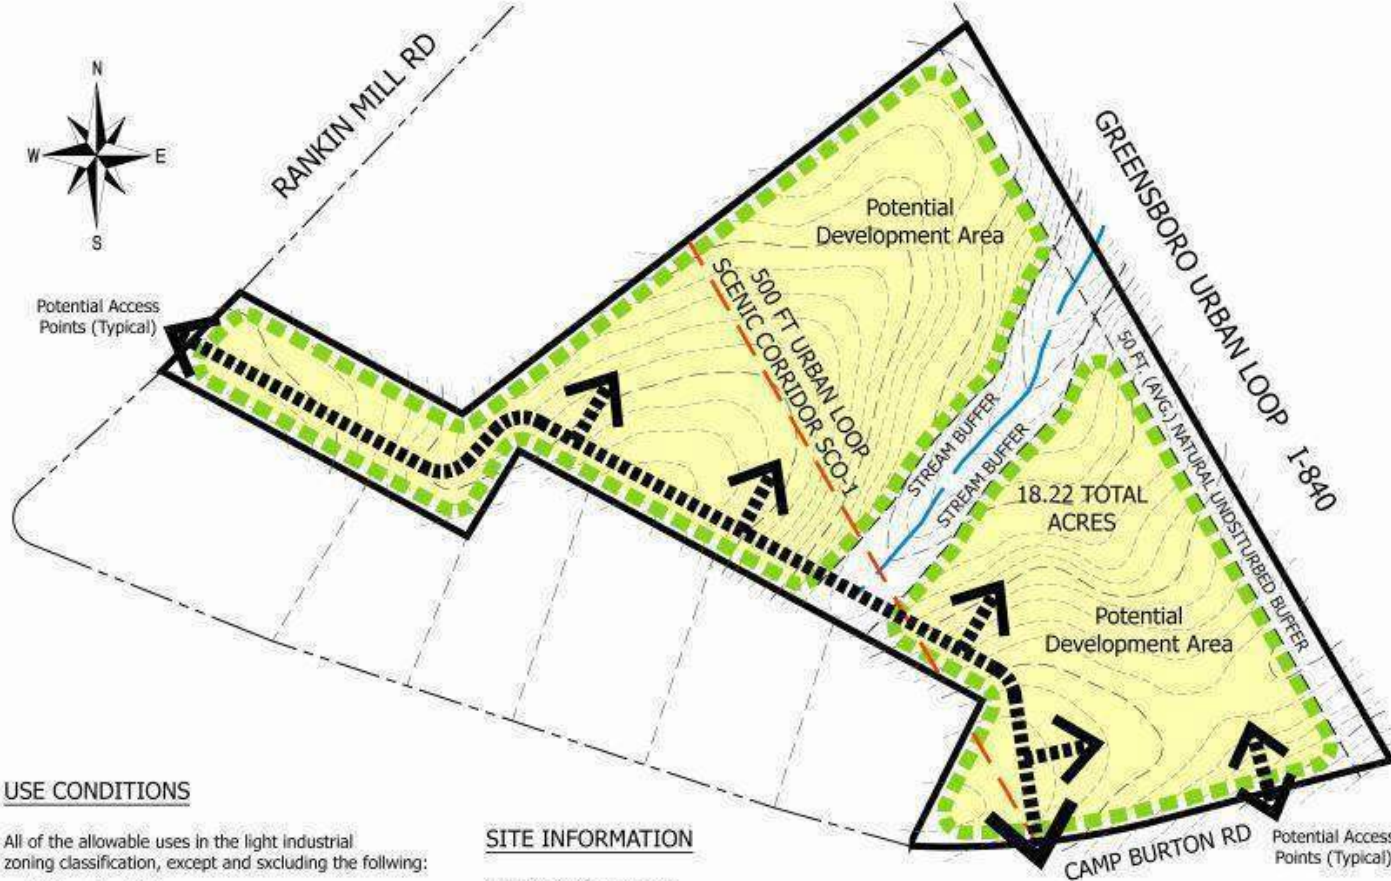 N
W E
S
RANKIN MILL RD
Potential Access
Points (Typical)
Potential
Development Area
500 FT URBAN LOOP
SCENIC CORRIDOR SCO-1
GREENSBORO URBAN LOOP I-840
50 FT. (AVG.) NATURAL UNDSITURBED BUFFER
STREAM BUFFER
STREAM BUFFER
18.22 TOTAL
ACRES
Potential
Development Area
CAMP BURTON RD
Potential Access
Points (Typical)
USE CONDITIONS
All of the allowable uses in the light industrial
zoning classification, except and sxcluding the follwing:
SITE INFORMATION